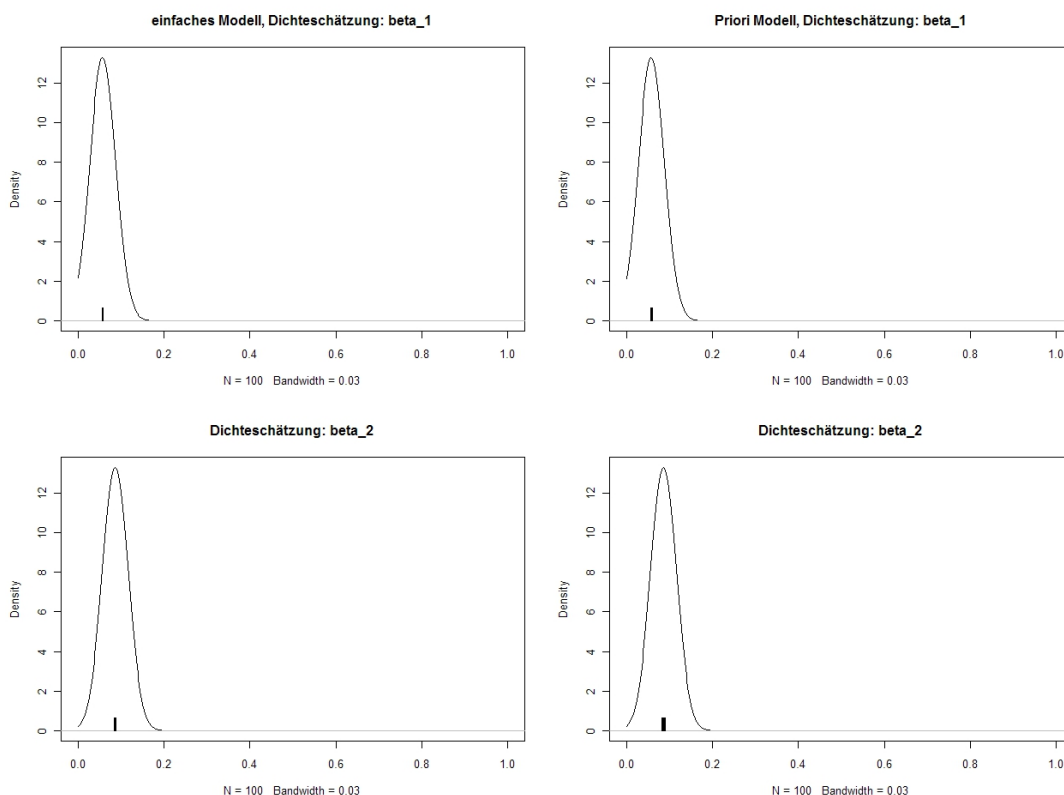 einfaches Modell, Dichteschätzung: beta_1
Density
0 2 4 6 8 10 12
0.0 0.2 0.4 0.6 0.8 1.0
N = 100 Bandwidth = 0.03
Priori Modell, Dichteschätzung: beta_1
Density
0 2 4 6 8 10 12
0.0 0.2 0.4 0.6 0.8 1.0
N = 100 Bandwidth = 0.03
Dichteschätzung: beta_2
Density
0 2 4 6 8 10 12
0.0 0.2 0.4 0.6 0.8 1.0
N = 100 Bandwidth = 0.03
Dichteschätzung: beta_2
Density
0 2 4 6 8 10 12
0.0 0.2 0.4 0.6 0.8 1.0
N = 100 Bandwidth = 0.03